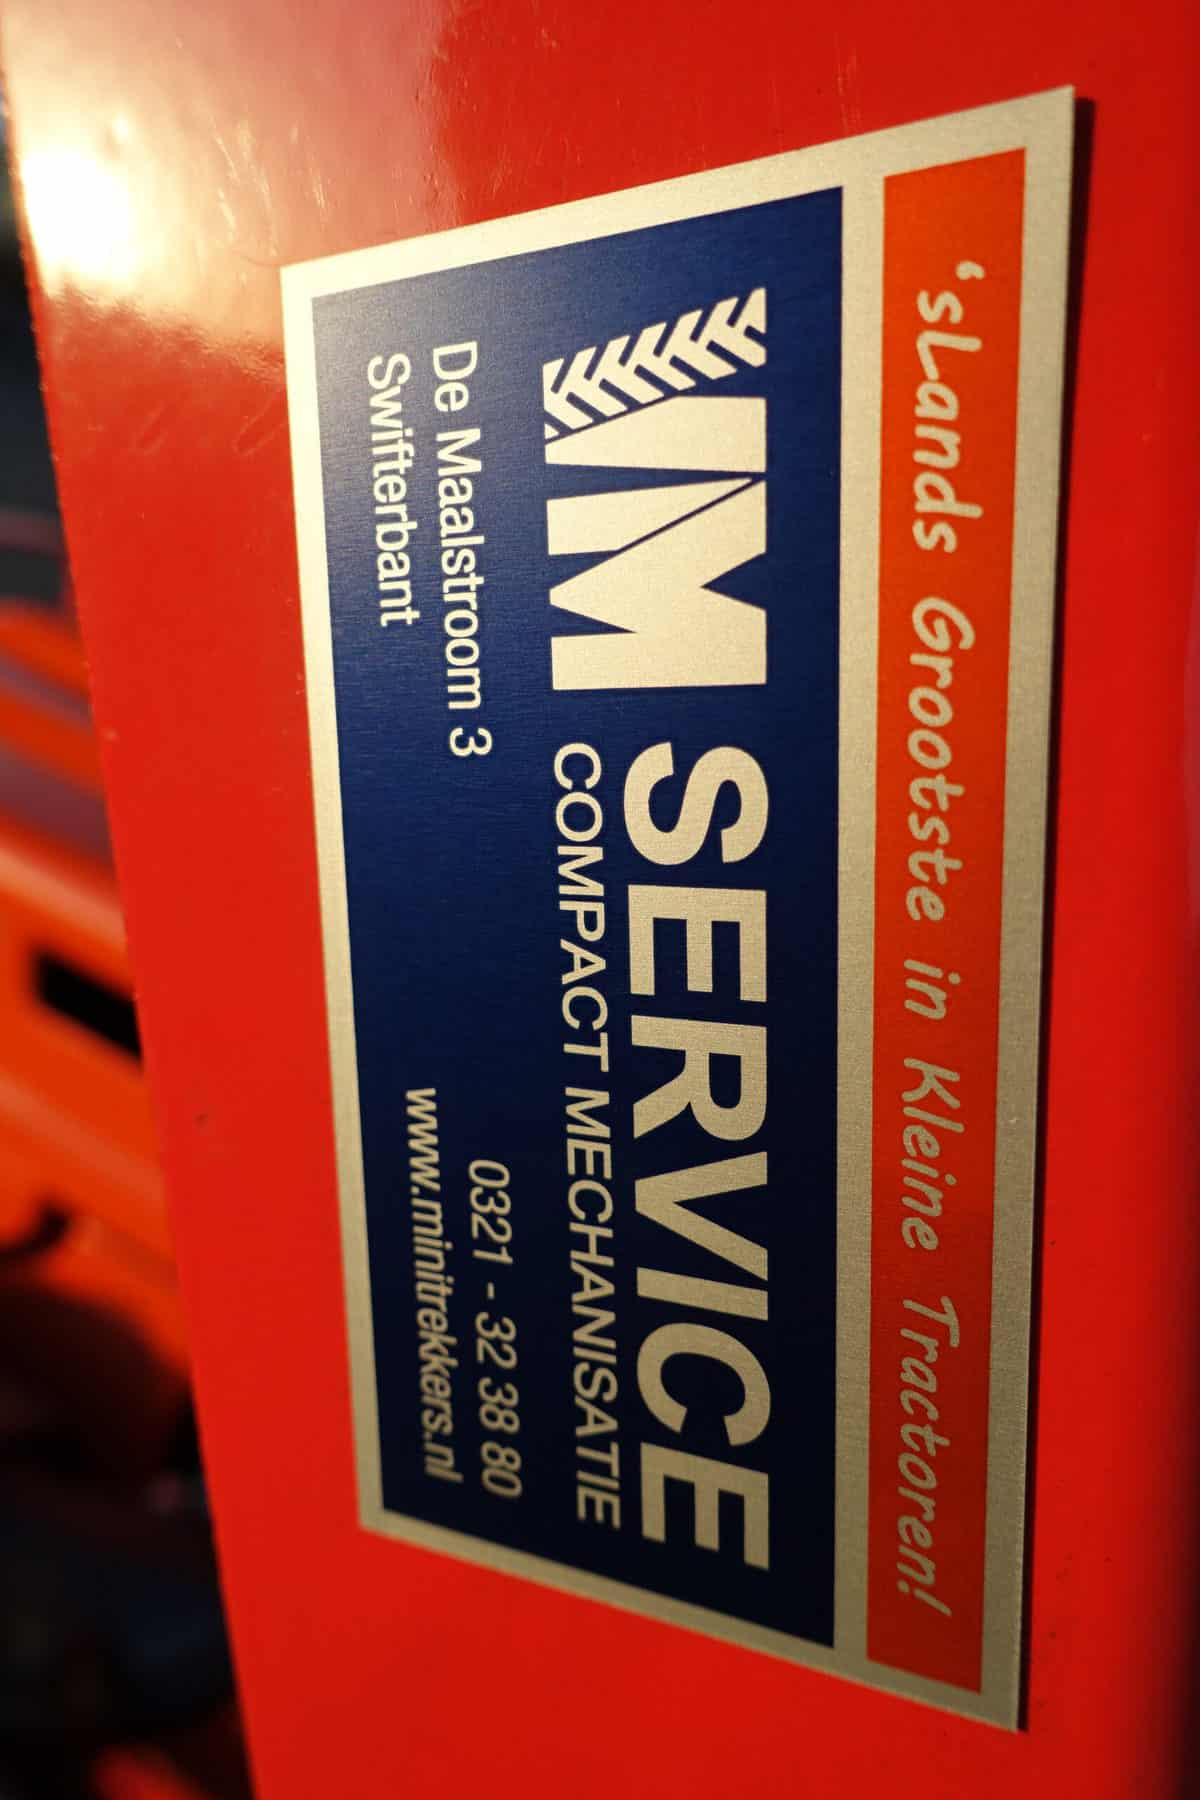 'sLands Grootste in Kleine Tractoren!
MM SERVICE
COMPACT MECHANISATIE
De Maalstroom 3
Swifterbant
0321 - 32 38 80
www.minitrekkers.nl